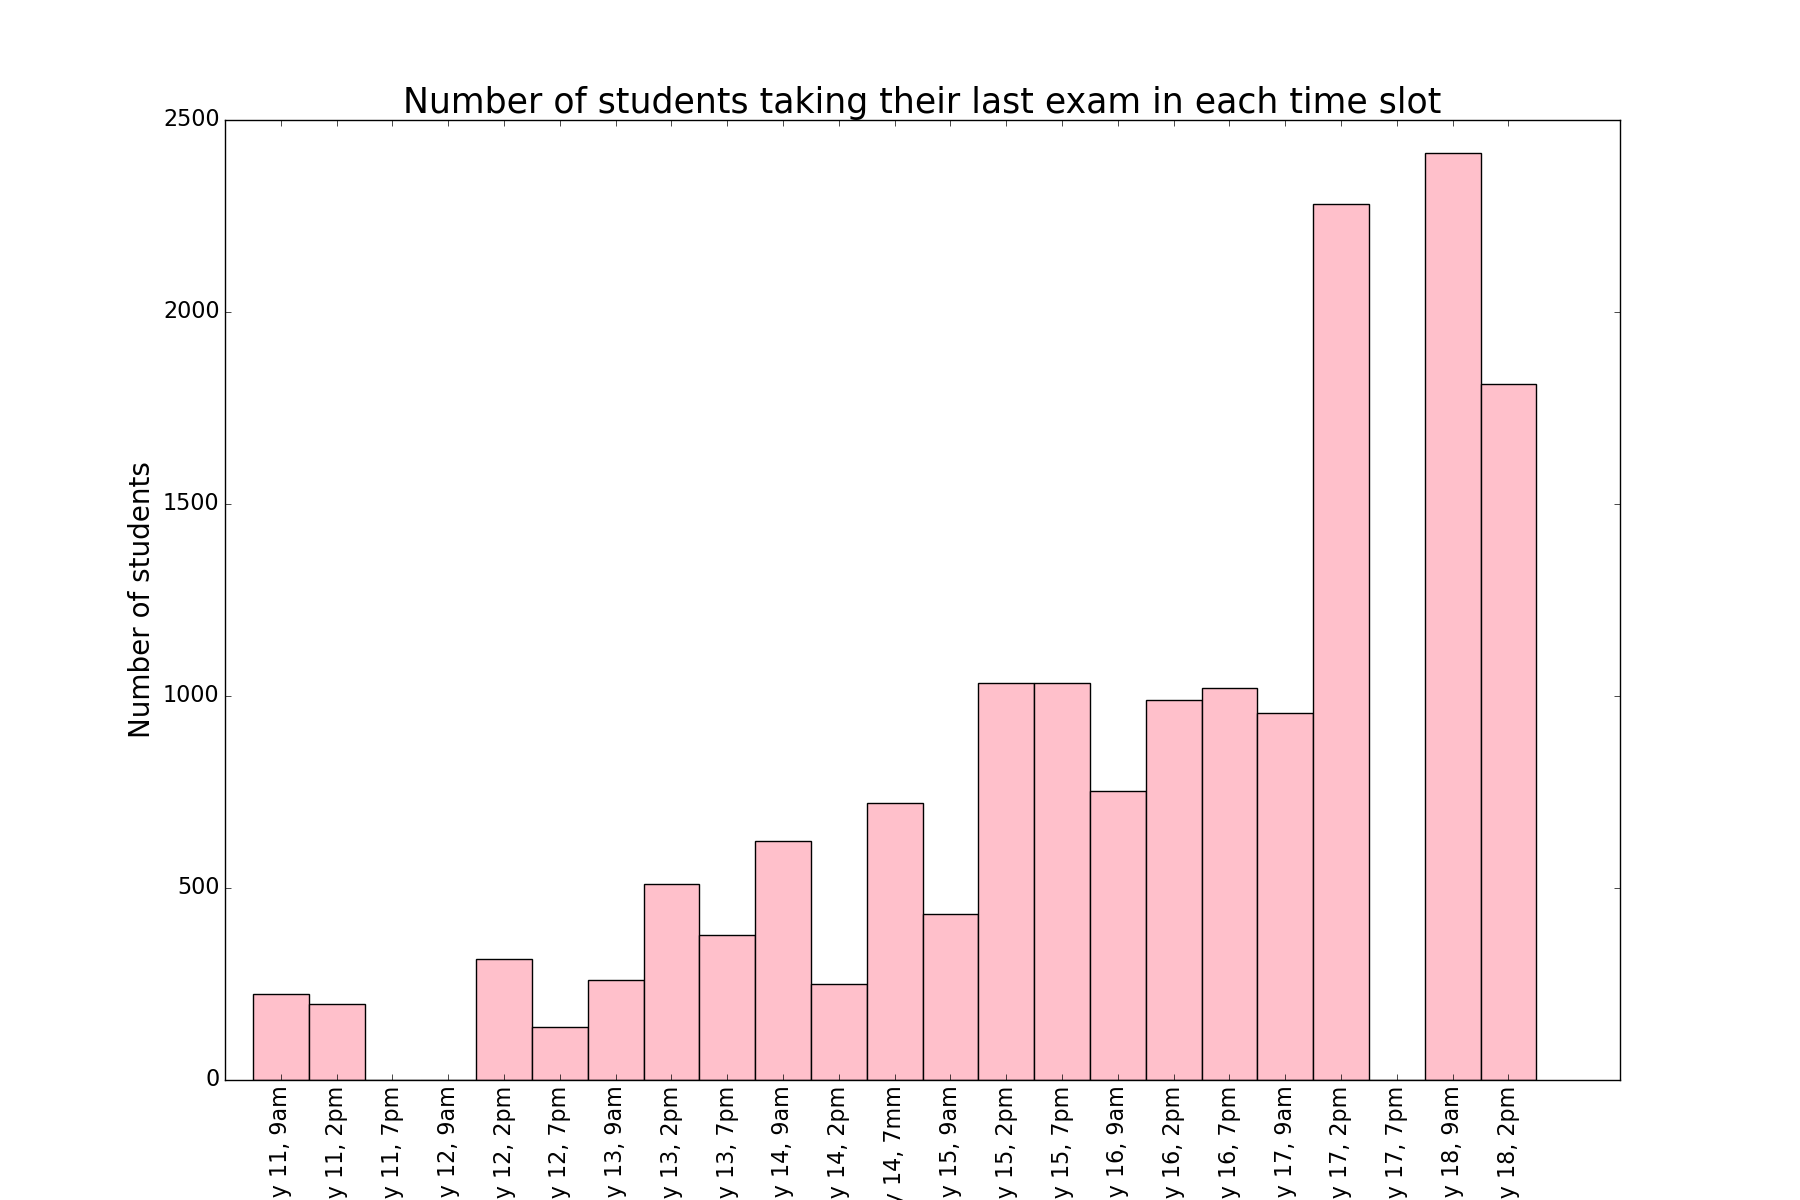 Number of students taking their last exam in each time slot
Number of students
2500
2000
1500
1000
500
0
y 11, 9am
y 11, 2pm
y 11, 7pm
y 12, 9am
y 12, 2pm
y 12, 7pm
y 13, 9am
y 13, 2pm
y 13, 7pm
y 14, 9am
y 14, 2pm
y 14, 7mm
y 15, 9am
y 15, 2pm
y 15, 7pm
y 16, 9am
y 16, 2pm
y 16, 7pm
y 17, 9am
y 17, 2pm
y 17, 7pm
y 18, 9am
y 18, 2pm